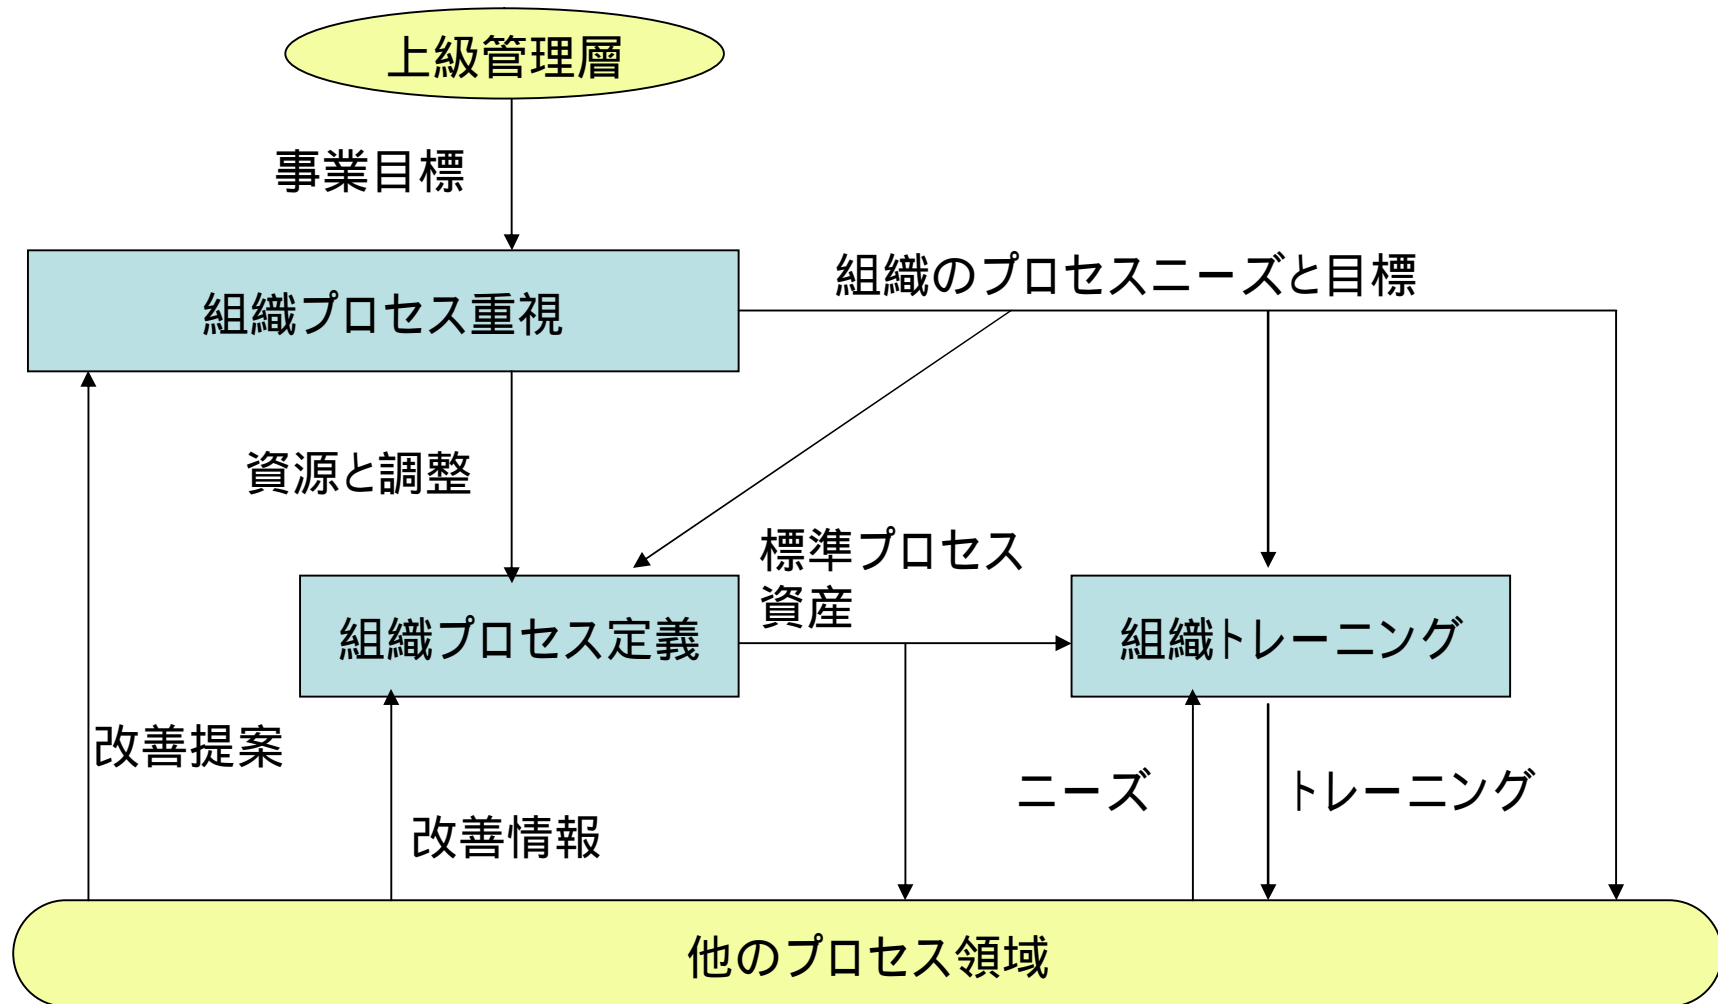 上級管理層
事業目標
組織のプロセスニーズと目標
組織プロセス重視
資源と調整
標準プロセス
資産
組織プロセス定義
組織トレーニング
改善提案
ニーズ
トレーニング
改善情報
他のプロセス領域